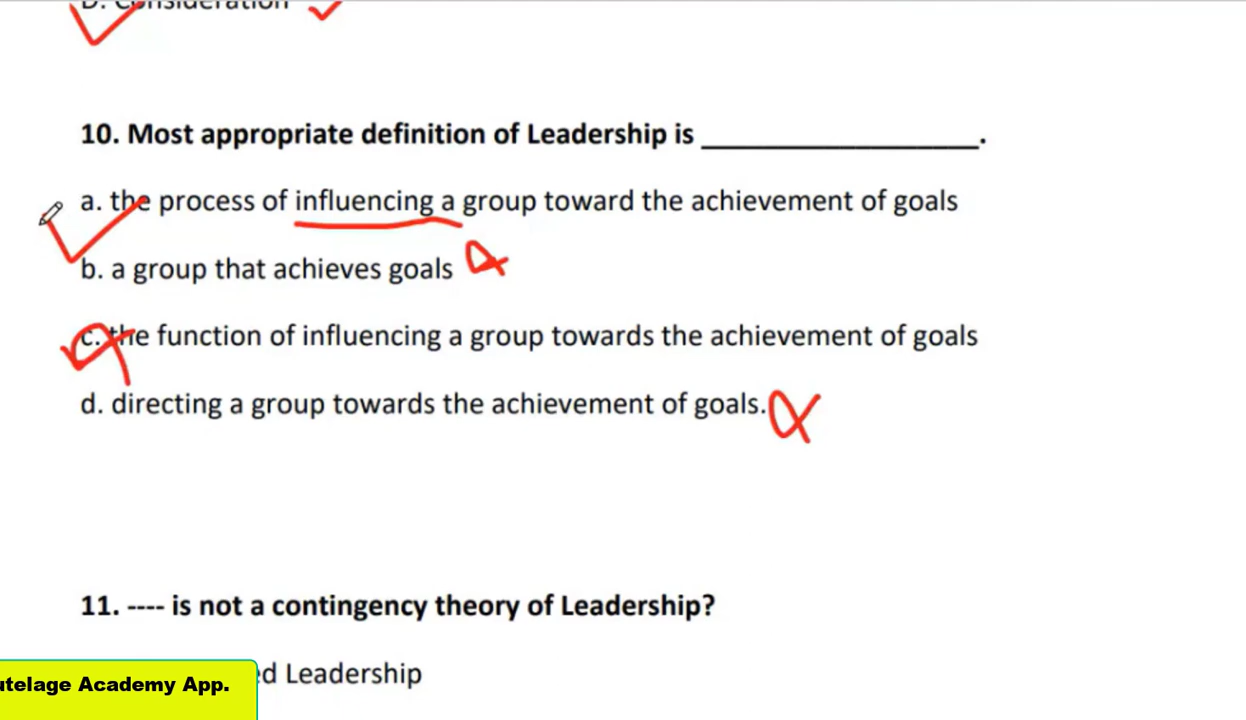 10. Most appropriate definition of Leadership is ____________________.
a. the process of influencing a group toward the achievement of goals
b. a group that achieves goals
c. the function of influencing a group towards the achievement of goals
d. directing a group towards the achievement of goals.
11. ---- is not a contingency theory of Leadership?
Leadership
Academy App.